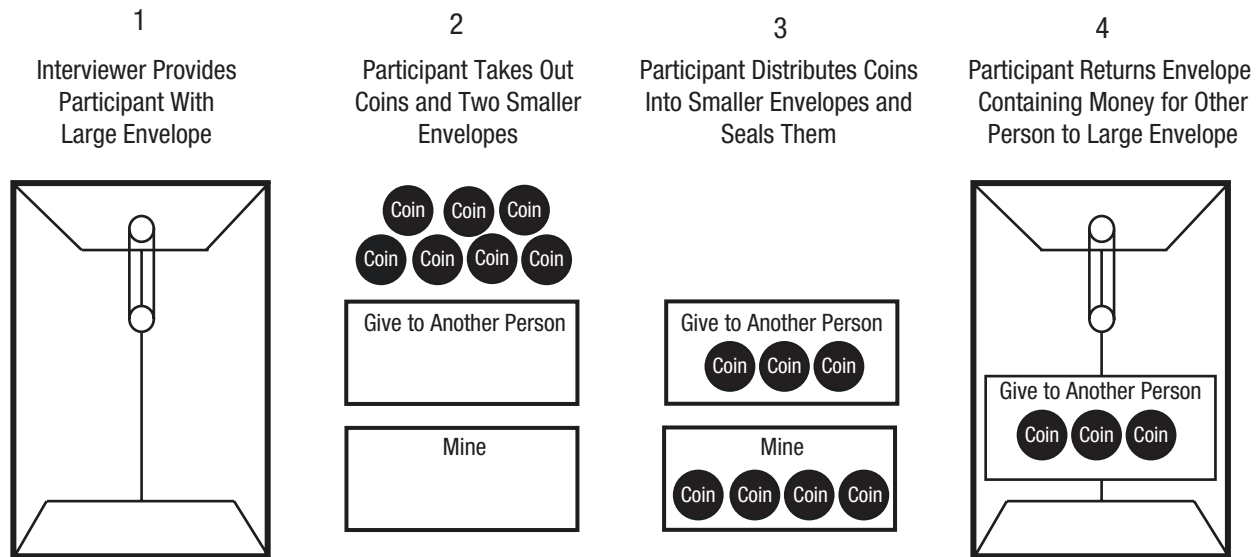 1
Interviewer Provides
Participant With
Large Envelope
2
Participant Takes Out
Coins and Two Smaller
Envelopes
Coin Coin Coin
Coin Coin Coin Coin
Give to Another Person
Mine
3
Participant Distributes Coins
Into Smaller Envelopes and
Seals Them
Give to Another Person
Coin Coin Coin
Mine
Coin Coin Coin Coin
4
Participant Returns Envelope
Containing Money for Other
Person to Large Envelope
Give to Another Person
Coin Coin Coin